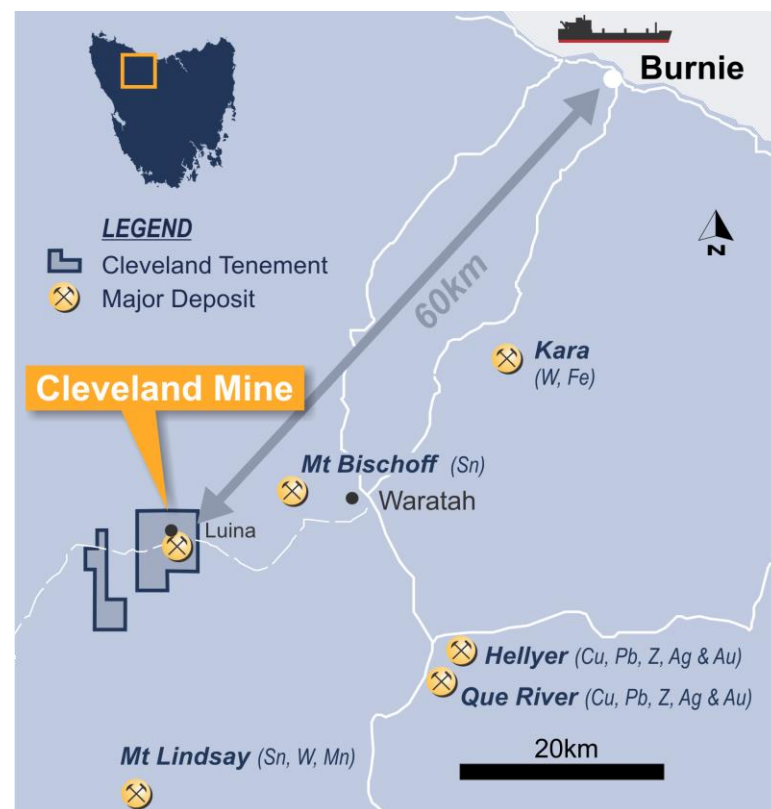 Burnie
LEGEND
Cleveland Tenement
Major Deposit
N
60km
Kara
(W, Fe)
Cleveland Mine
Mt Bischoff (Sn)
Waratah
Luina
Hellyer (Cu, Pb, Z, Ag & Au)
Que River (Cu, Pb, Z, Ag & Au)
Mt Lindsay (Sn, W, Mn)
20km